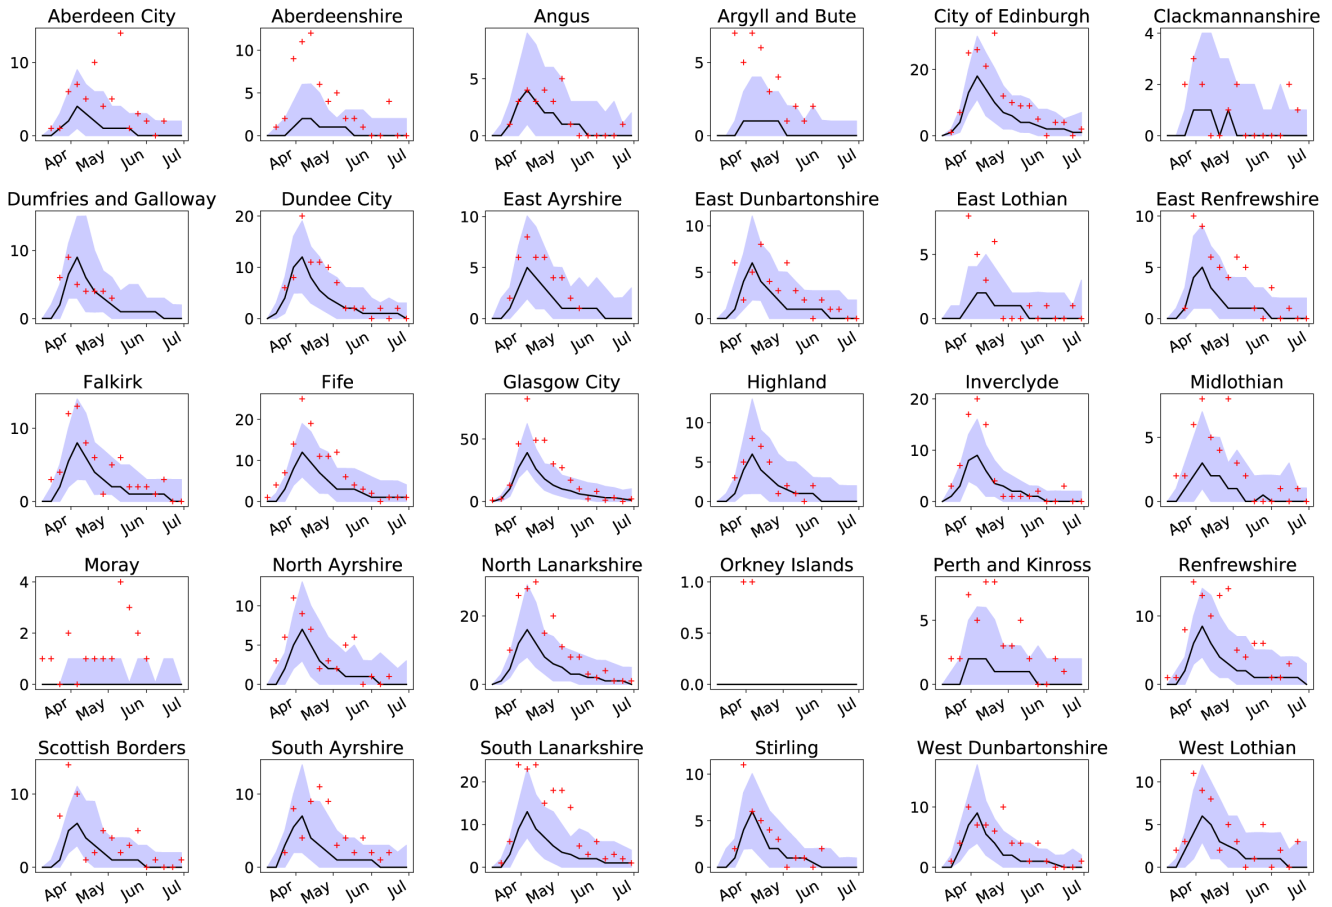 Aberdeen City
Aberdeenshire
Angus
Argyll and Bute
City of Edinburgh
Clackmannanshire
10
0
Apr May Jun Jul
10
5
0
Apr May Jun Jul
5
0
Apr May Jun Jul
5
0
Apr May Jun Jul
20
0
Apr May Jun Jul
4
2
0
Apr May Jun Jul
Dumfries and Galloway
Dundee City
East Ayrshire
East Dunbartonshire
East Lothian
East Renfrewshire
10
0
Apr May Jun Jul
20
10
0
Apr May Jun Jul
10
5
0
Apr May Jun Jul
10
5
0
Apr May Jun Jul
5
0
Apr May Jun Jul
10
5
0
Apr May Jun Jul
Falkirk
Fife
Glasgow City
Highland
Inverclyde
Midlothian
10
0
Apr May Jun Jul
20
10
0
Apr May Jun Jul
50
0
Apr May Jun Jul
10
5
0
Apr May Jun Jul
20
10
0
Apr May Jun Jul
5
0
Apr May Jun Jul
Moray
North Ayrshire
North Lanarkshire
Orkney Islands
Perth and Kinross
Renfrewshire
4
2
0
Apr May Jun Jul
10
5
0
Apr May Jun Jul
20
0
Apr May Jun Jul
1.0
0.5
0.0
Apr May Jun Jul
5
0
Apr May Jun Jul
10
0
Apr May Jun Jul
Scottish Borders
South Ayrshire
South Lanarkshire
Stirling
West Dunbartonshire
West Lothian
10
0
Apr May Jun Jul
10
0
Apr May Jun Jul
20
10
0
Apr May Jun Jul
10
5
0
Apr May Jun Jul
10
0
Apr May Jun Jul
10
5
0
Apr May Jun Jul